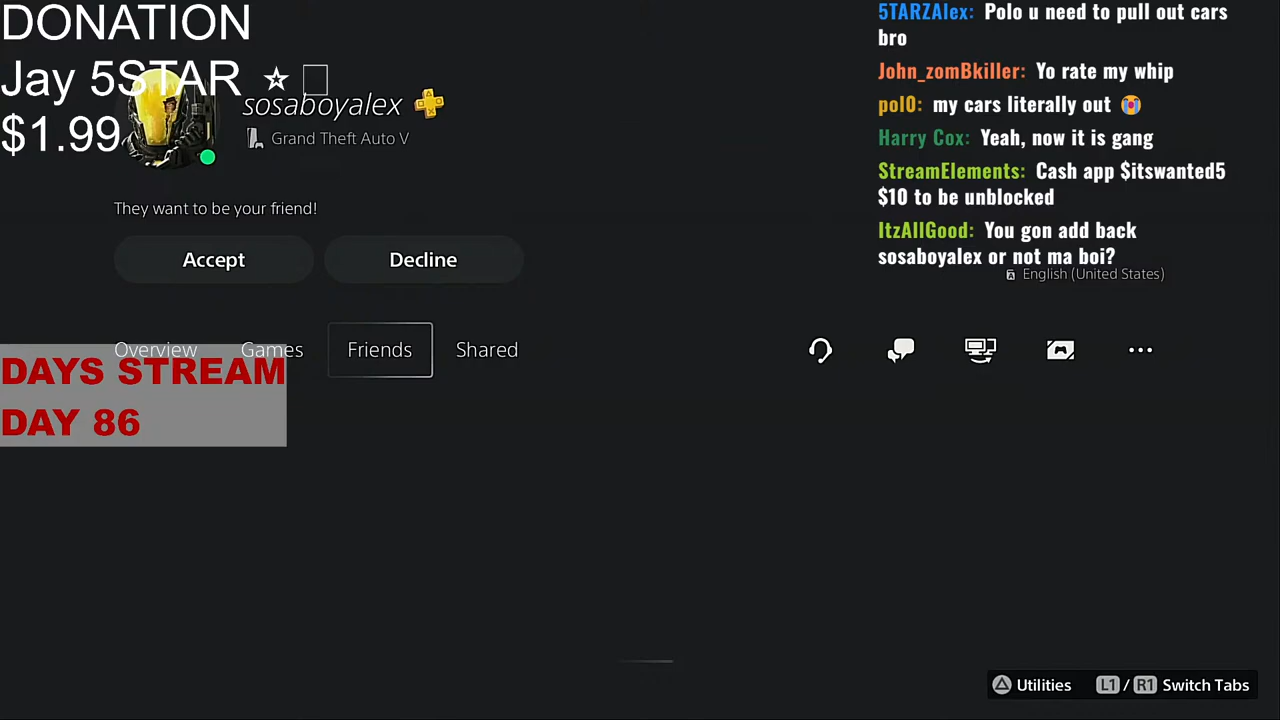 DONATION
Jay 5STAR ☆
$1.99
sosaboyalex
Grand Theft Auto V
They want to be your friend!
Accept
Decline
Overview
Games
Friends
Shared
DAYS STREAM
DAY 86
5TARZAlex: Polo u need to pull out cars
bro
John_zomBkiller: Yo rate my whip
pol0: my cars literally out 😭
Harry Cox: Yeah, now it is gang
StreamElements: Cash app $itswanted5
$10 to be unblocked
ItzAllGood: You gon add back
sosaboyalex or not ma boi?
English (United States)
Utilities
L1 / R1 Switch Tabs